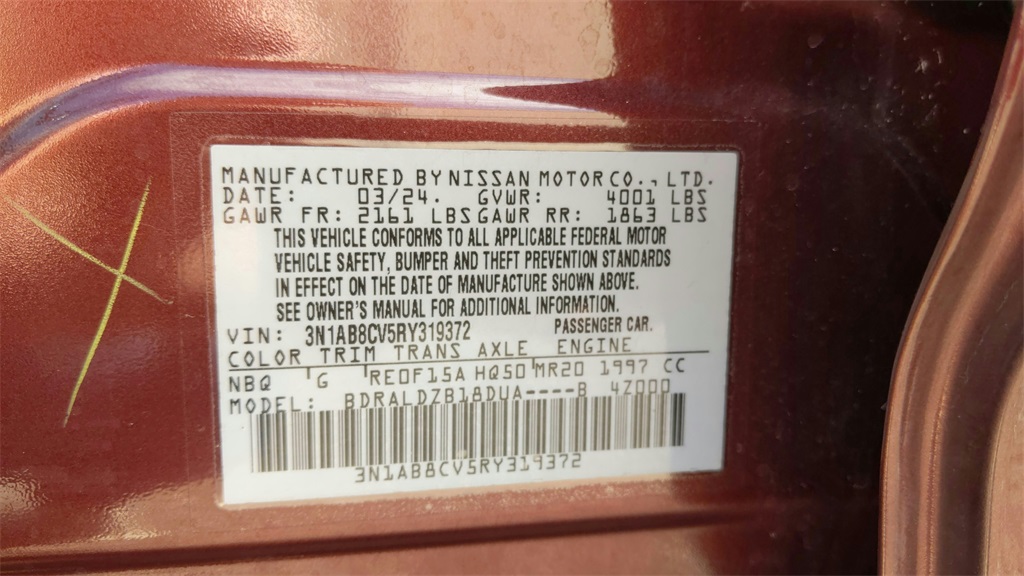 MANUFACTURED BY NISSAN MOTOR CO., LTD.
DATE: 03/24. GVWR: 4001 LBS
GAWR FR: 2161 LBS GAWR RR: 1863 LBS
THIS VEHICLE CONFORMS TO ALL APPLICABLE FEDERAL MOTOR
VEHICLE SAFETY, BUMPER AND THEFT PREVENTION STANDARDS
IN EFFECT ON THE DATE OF MANUFACTURE SHOWN ABOVE.
SEE OWNER'S MANUAL FOR ADDITIONAL INFORMATION.
VIN: 3N1AB8CV5RY319372 PASSENGER CAR.
COLOR TRIM TRANS AXLE ENGINE
NBQ G RE0F15A HQ50 MR20 1997 CC
MODEL: BDRALDZB18DUA----B 4Z000
3N1AB8CV5RY319372